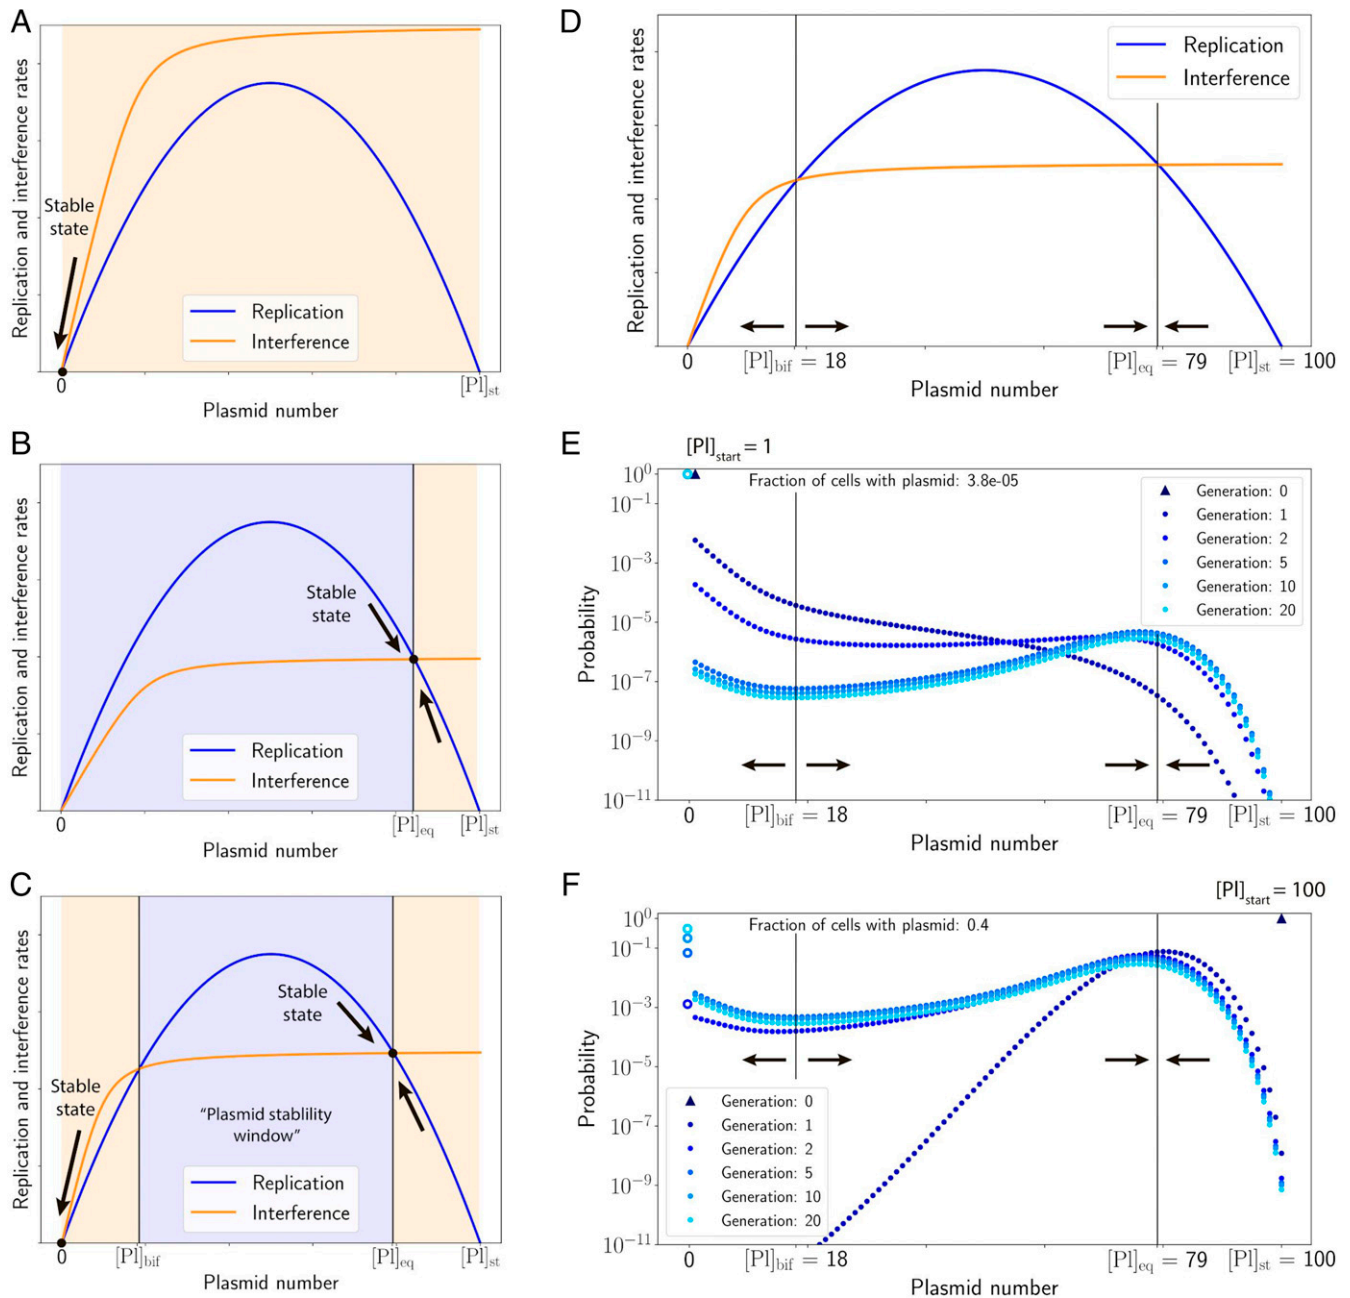 A
Replication and interference rates
Stable
state
Replication
Interference
0
[Pl]st
Plasmid number
B
Replication and interference rates
Stable
state
Replication
Interference
0
[Pl]eq
[Pl]st
Plasmid number
C
Replication and interference rates
Stable
state
Stable
state
"Plasmid stablility
window"
Replication
Interference
0
[Pl]bif
[Pl]eq
[Pl]st
Plasmid number
D
Replication and interference rates
Replication
Interference
0
[Pl]bif = 18
[Pl]eq = 79
[Pl]st = 100
Plasmid number
E
[Pl]start = 1
Fraction of cells with plasmid: 3.8e-05
Probability
10^0
10^−1
10^−3
10^−5
10^−7
10^−9
10^−11
Generation: 0
Generation: 1
Generation: 2
Generation: 5
Generation: 10
Generation: 20
0
[Pl]bif = 18
[Pl]eq = 79
[Pl]st = 100
Plasmid number
F
[Pl]start = 100
Fraction of cells with plasmid: 0.4
Probability
10^0
10^−1
10^−3
10^−5
10^−7
10^−9
10^−11
Generation: 0
Generation: 1
Generation: 2
Generation: 5
Generation: 10
Generation: 20
0
[Pl]bif = 18
[Pl]eq = 79
[Pl]st = 100
Plasmid number